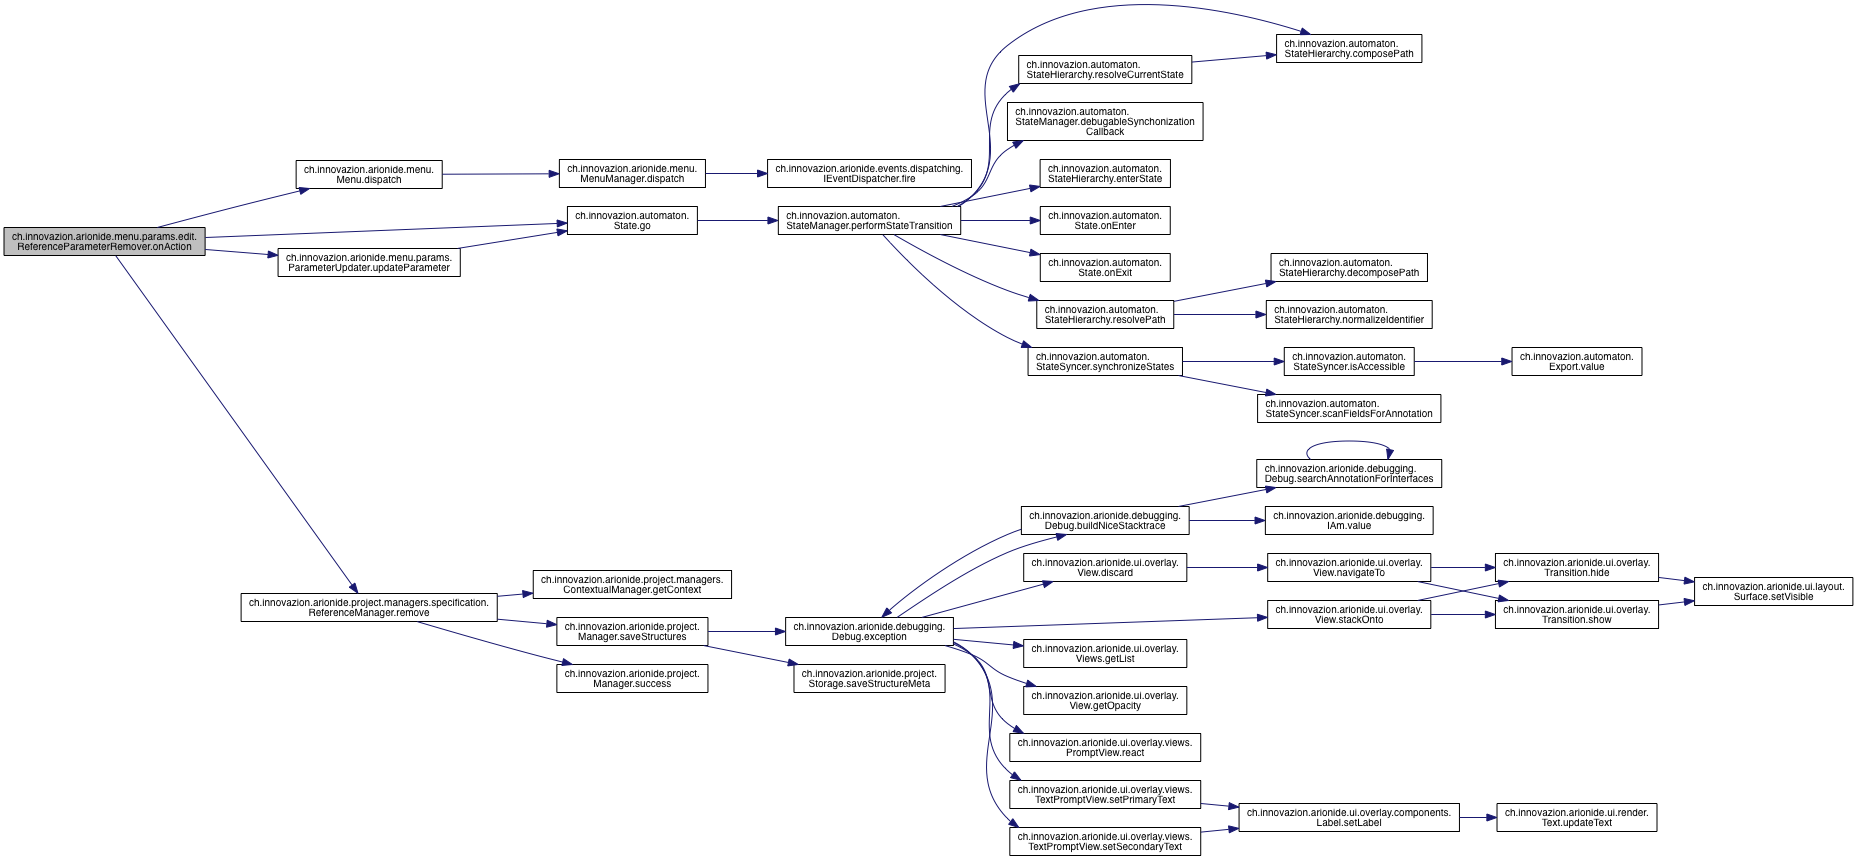 ch.innovazion.arionide.menu.params.edit.
ReferenceParameterRemover.onAction
ch.innovazion.arionide.menu.
Menu.dispatch
ch.innovazion.arionide.menu.
MenuManager.dispatch
ch.innovazion.arionide.events.dispatching.
IEventDispatcher.fire
ch.innovazion.automaton.
State.go
ch.innovazion.arionide.menu.params.
ParameterUpdater.updateParameter
ch.innovazion.automaton.
StateManager.performStateTransition
ch.innovazion.automaton.
StateHierarchy.composePath
ch.innovazion.automaton.
StateHierarchy.resolveCurrentState
ch.innovazion.automaton.
StateManager.debugableSynchonization
Callback
ch.innovazion.automaton.
StateHierarchy.enterState
ch.innovazion.automaton.
State.onEnter
ch.innovazion.automaton.
State.onExit
ch.innovazion.automaton.
StateHierarchy.resolvePath
ch.innovazion.automaton.
StateHierarchy.decomposePath
ch.innovazion.automaton.
StateHierarchy.normalizeIdentifier
ch.innovazion.automaton.
StateSyncer.synchronizeStates
ch.innovazion.automaton.
StateSyncer.isAccessible
ch.innovazion.automaton.
Export.value
ch.innovazion.automaton.
StateSyncer.scanFieldsForAnnotation
ch.innovazion.arionide.project.managers.specification.
ReferenceManager.remove
ch.innovazion.arionide.project.managers.
ContextualManager.getContext
ch.innovazion.arionide.project.
Manager.saveStructures
ch.innovazion.arionide.project.
Manager.success
ch.innovazion.arionide.debugging.
Debug.exception
ch.innovazion.arionide.project.
Storage.saveStructureMeta
ch.innovazion.arionide.debugging.
Debug.buildNiceStacktrace
ch.innovazion.arionide.debugging.
Debug.searchAnnotationForInterfaces
ch.innovazion.arionide.debugging.
IAm.value
ch.innovazion.arionide.ui.overlay.
View.discard
ch.innovazion.arionide.ui.overlay.
View.navigateTo
ch.innovazion.arionide.ui.overlay.
View.stackOnto
ch.innovazion.arionide.ui.overlay.
Transition.hide
ch.innovazion.arionide.ui.overlay.
Transition.show
ch.innovazion.arionide.ui.layout.
Surface.setVisible
ch.innovazion.arionide.ui.overlay.
Views.getList
ch.innovazion.arionide.ui.overlay.
View.getOpacity
ch.innovazion.arionide.ui.overlay.views.
PromptView.react
ch.innovazion.arionide.ui.overlay.views.
TextPromptView.setPrimaryText
ch.innovazion.arionide.ui.overlay.views.
TextPromptView.setSecondaryText
ch.innovazion.arionide.ui.overlay.components.
Label.setLabel
ch.innovazion.arionide.ui.render.
Text.updateText